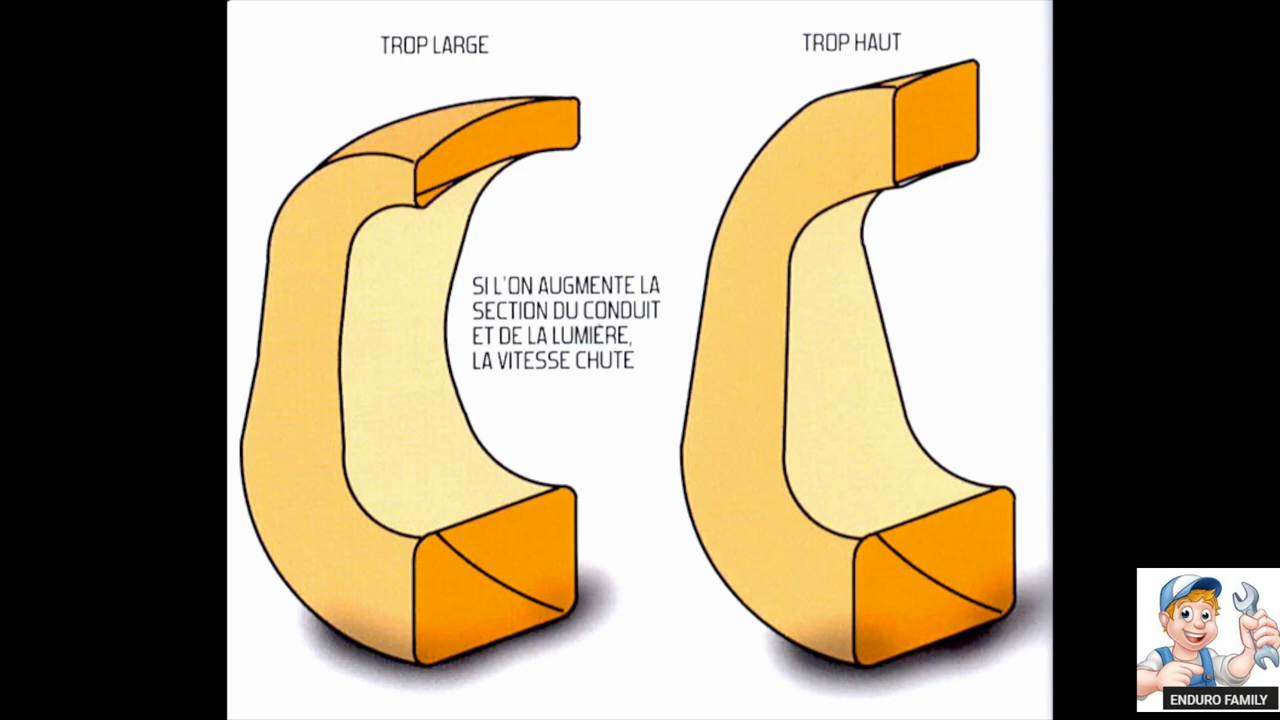 TROP LARGE
TROP HAUT
SI L'ON AUGMENTE LA
SECTION DU CONDUIT
ET DE LA LUMIÈRE,
LA VITESSE CHUTE
ENDURO FAMILY